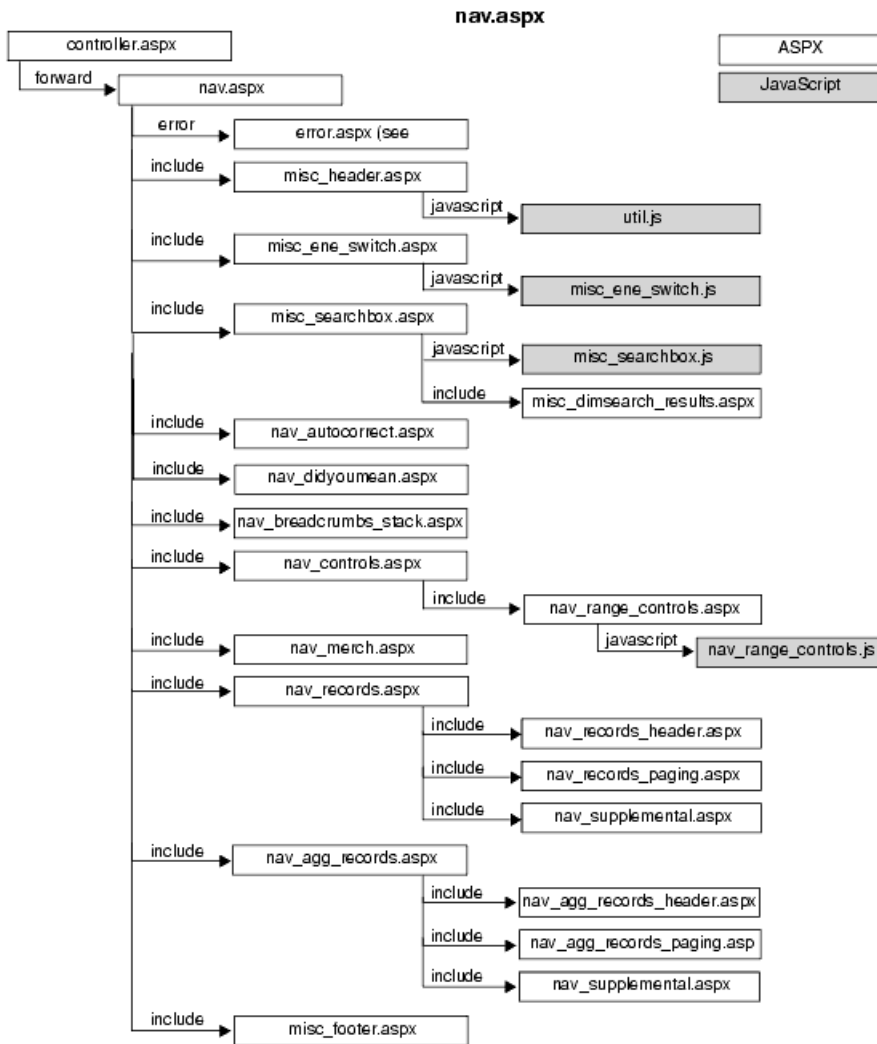 nav.aspx
controller.aspx
ASPX
forward
nav.aspx
JavaScript
error
error.aspx (see
include
misc_header.aspx
javascript
util.js
include
misc_ene_switch.aspx
javascript
misc_ene_switch.js
include
misc_searchbox.aspx
javascript
misc_searchbox.js
include
misc_dimsearch_results.aspx
include
nav_autocorrect.aspx
include
nav_didyoumean.aspx
include
nav_breadcrumbs_stack.aspx
include
nav_controls.aspx
include
nav_range_controls.aspx
javascript
nav_range_controls.js
include
nav_merch.aspx
include
nav_records.aspx
include
nav_records_header.aspx
include
nav_records_paging.aspx
include
nav_supplemental.aspx
include
nav_agg_records.aspx
include
nav_agg_records_header.aspx
include
nav_agg_records_paging.asp
include
nav_supplemental.aspx
include
misc_footer.aspx